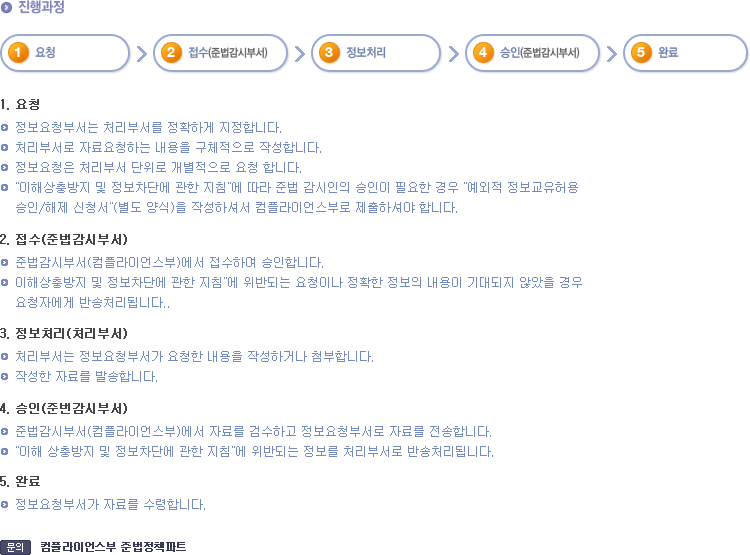 진행과정
1 요청
2 접수(준법감시부서)
3 정보처리
4 승인(준법감시부서)
5 완료
1. 요청
정보요청부서는 처리부서를 정확하게 지정합니다.
처리부서로 자료요청하는 내용을 구체적으로 작성합니다.
정보요청은 처리부서 단위로 개별적으로 요청 합니다.
"이해상충방지 및 정보차단에 관한 지침"에 따라 준법 감시인의 승인이 필요한 경우 "예외적 정보교유허용
승인/해제 신청서"(별도 양식)을 작성하셔서 컴플라이언스부로 제출하셔야 합니다.
2. 접수(준법감시부서)
준법감시부서(컴플라이언스부)에서 접수하여 승인합니다.
이해상충방지 및 정보차단에 관한 지침"에 위반되는 요청이나 정확한 정보의 내용이 기대되지 않았을 경우
요청자에게 반송처리됩니다..
3. 정보처리(처리부서)
처리부서는 정보요청부서가 요청한 내용을 작성하거나 첨부합니다.
작성한 자료를 발송합니다.
4. 승인(준번감시부서)
준법감시부서(컴플라이언스부)에서 자료를 검수하고 정보요청부서로 자료를 전송합니다.
"이해 상충방지 및 정보차단에 관한 지침"에 위반되는 정보를 처리부서로 반송처리됩니다.
5. 완료
정보요청부서가 자료를 수령합니다.
문의 컴플라이언스부 준법정책파트